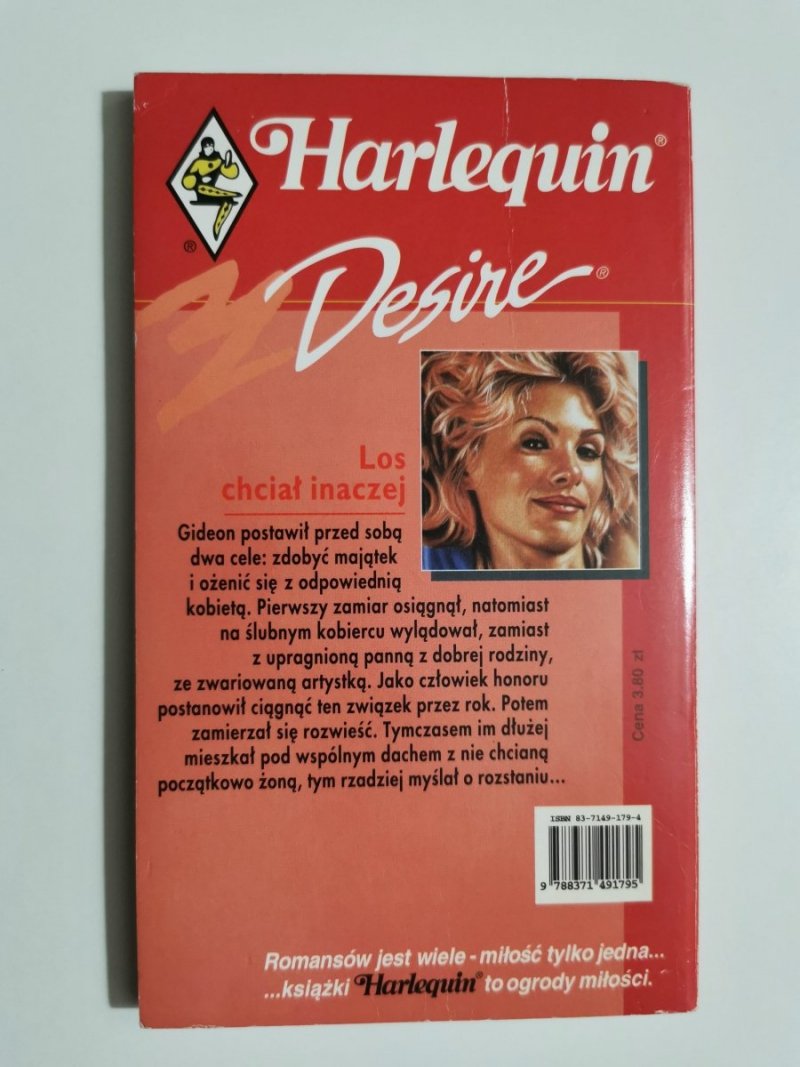 Harlequin®
®
Desire®
Los
chciał inaczej
Gideon postawił przed sobą
dwa cele: zdobyć majątek
i ożenić się z odpowiednią
kobietą. Pierwszy zamiar osiągnął, natomiast
na ślubnym kobiercu wylądował, zamiast
z upragnioną panną z dobrej rodziny,
ze zwariowaną artystką. Jako człowiek honoru
postanowił ciągnąć ten związek przez rok. Potem
zamierzał się rozwieść. Tymczasem im dłużej
mieszkał pod wspólnym dachem z nie chcianą
początkowo żoną, tym rzadziej myślał o rozstaniu...
Cena 3.80 zł
ISBN 83-7149-179-4
9 788371 491795
Romansów jest wiele - miłość tylko jedna...
...książki Harlequin® to ogrody miłości.